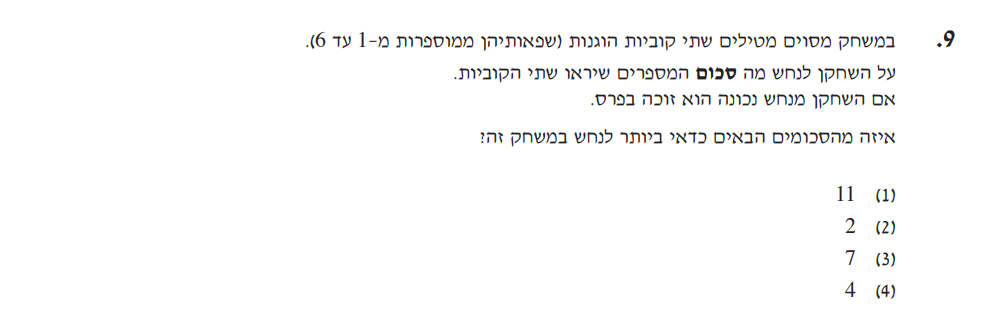 9. במשחק מסוים מטילים שתי קוביות הוגנות (שפאותיהן ממוספרות מ-1 עד 6).
על השחקן לנחש מה סכום המספרים שיראו שתי הקוביות.
אם השחקן מנחש נכונה הוא זוכה בפרס.
איזה מהסכומים הבאים כדאי ביותר לנחש במשחק זה?
(1) 11
(2) 2
(3) 7
(4) 4